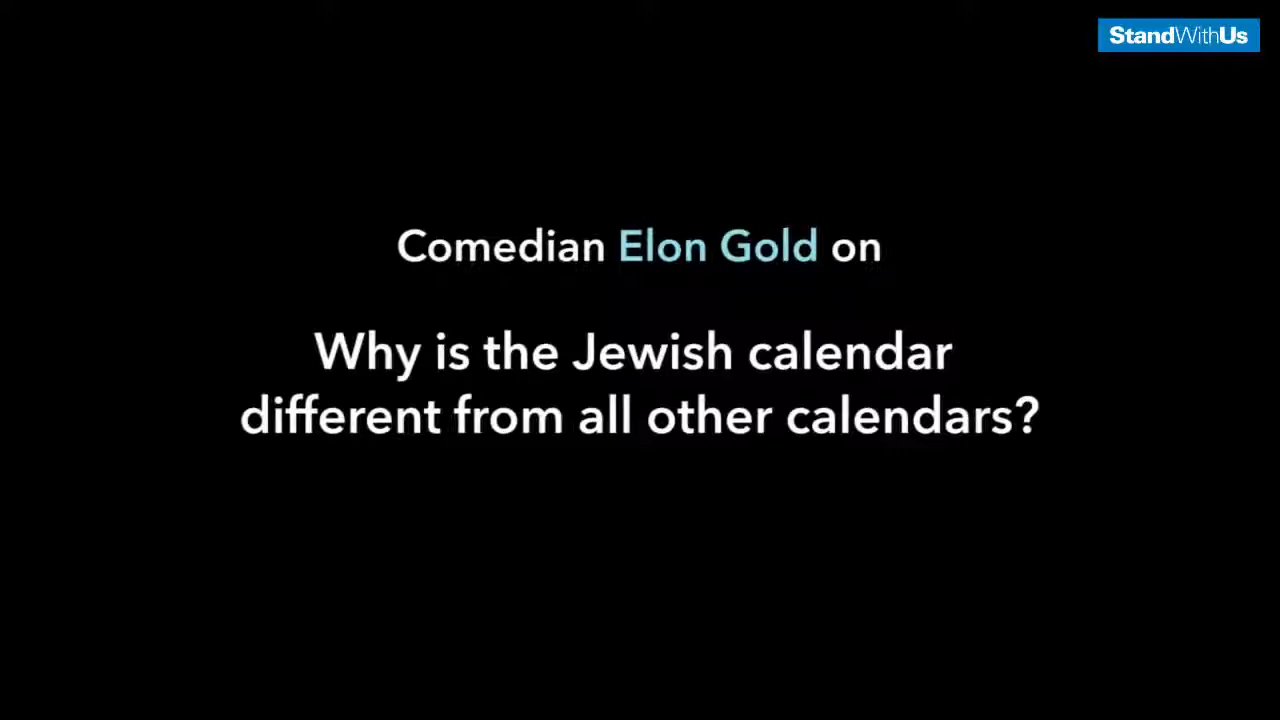 StandWithUs
Comedian Elon Gold on
Why is the Jewish calendar
different from all other calendars?